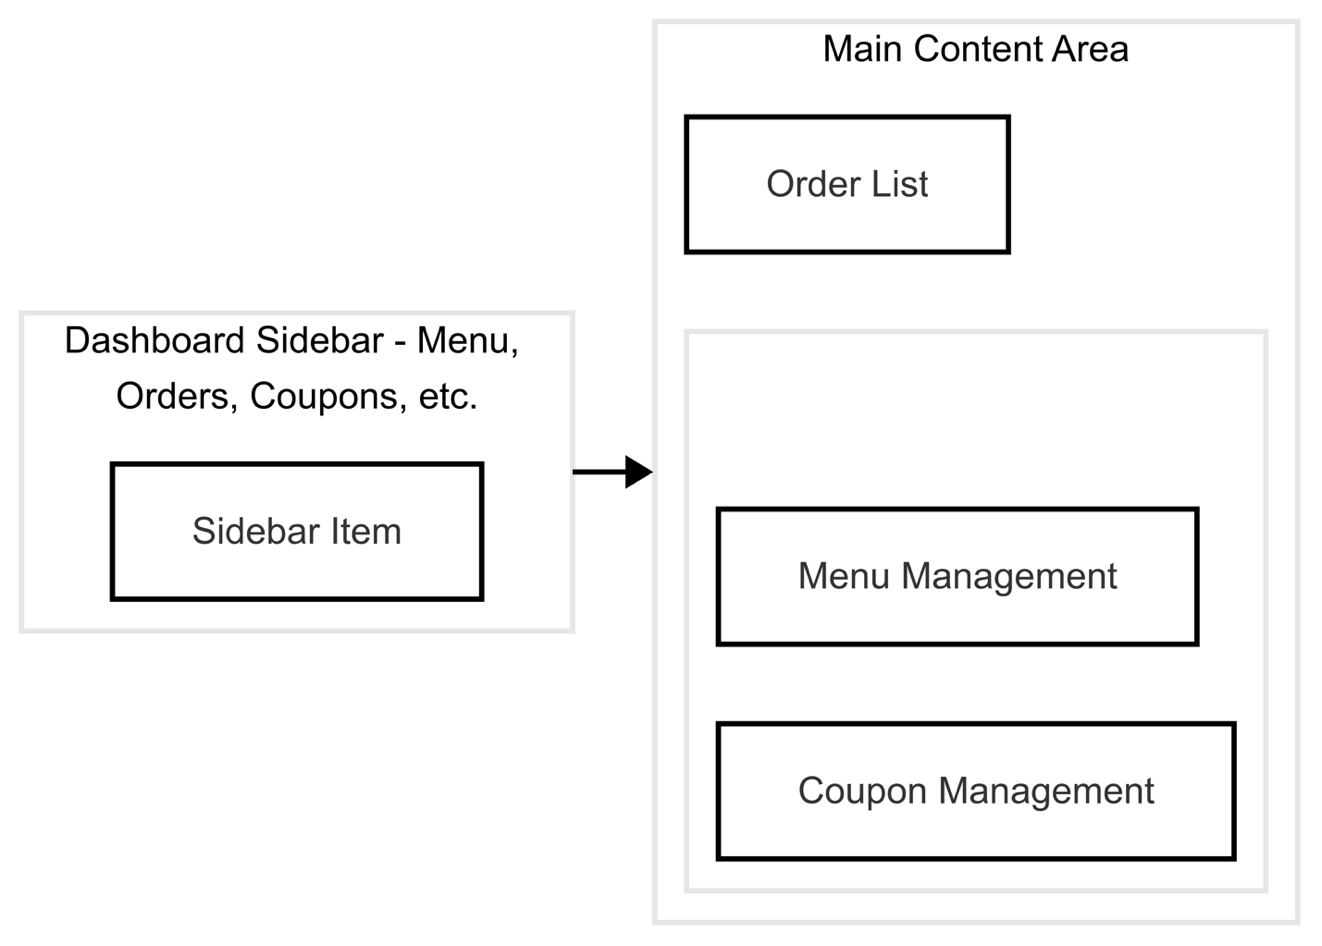 Main Content Area
Order List
Dashboard Sidebar - Menu,
Orders, Coupons, etc.
Sidebar Item
Menu Management
Coupon Management